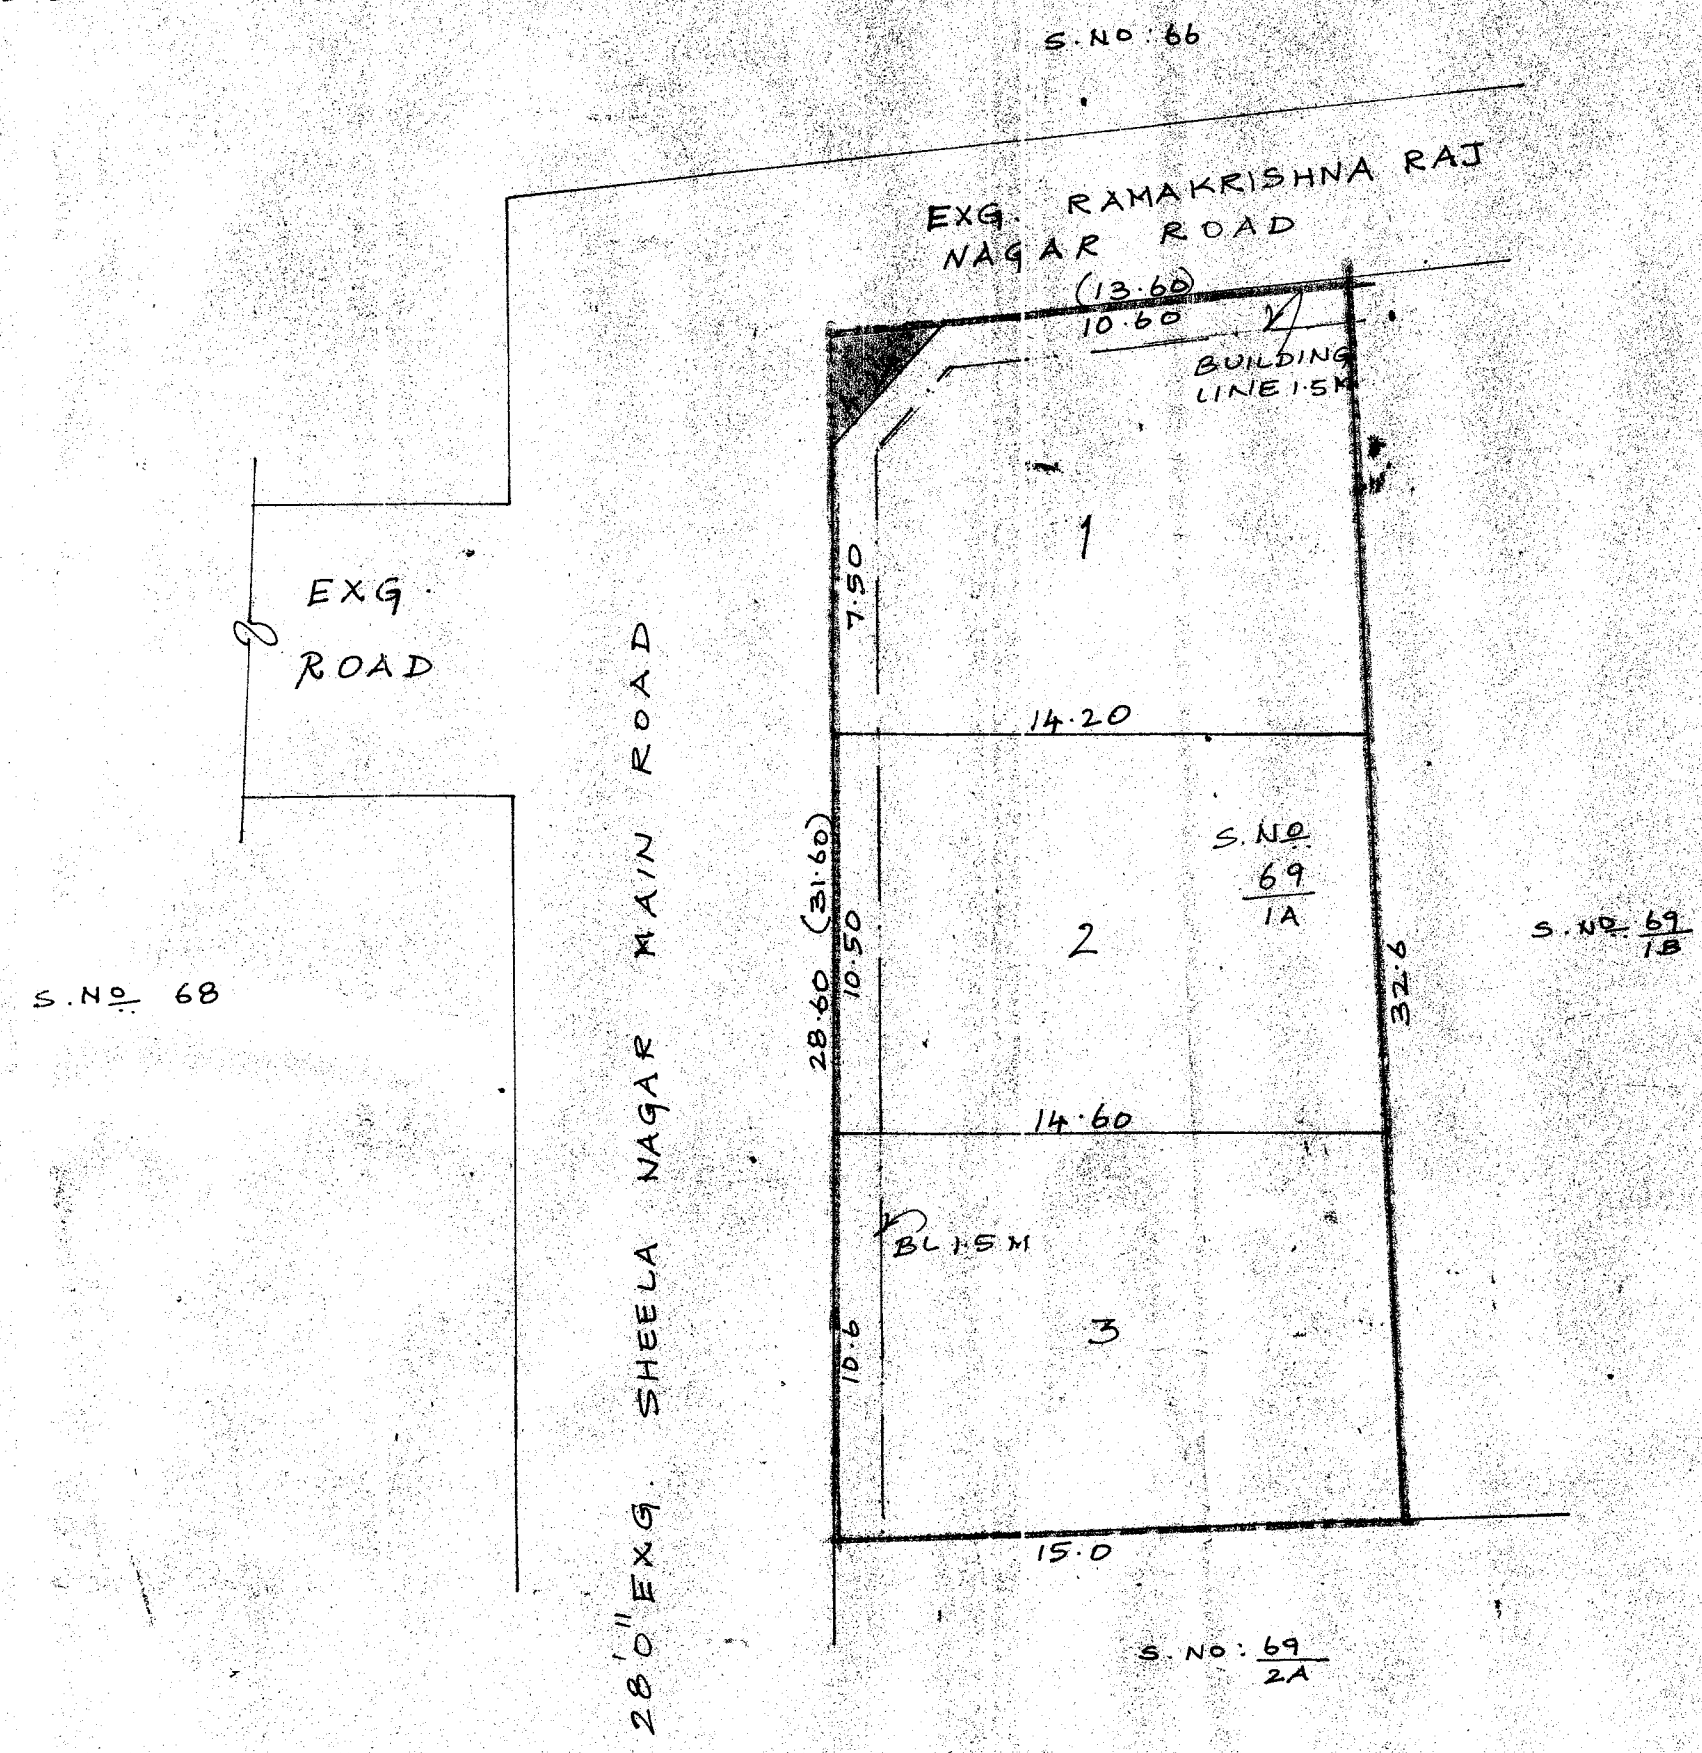 S.NO: 66
EXG. RAMAKRISHNA RAJ
NAGAR ROAD
(13.60)
10.60
BUILDING
LINE 1.5M
1
7.50
EXG.
ROAD
14.20
S.NO
69
1A
2
28.60 (31.60)
10.50
32.6
S.NO. 69
1B
S.NO 68
28'0" EXG. SHEELA NAGAR MAIN ROAD
14.60
BL 1.5 M
3
10.6
15.0
S.NO: 69
2A